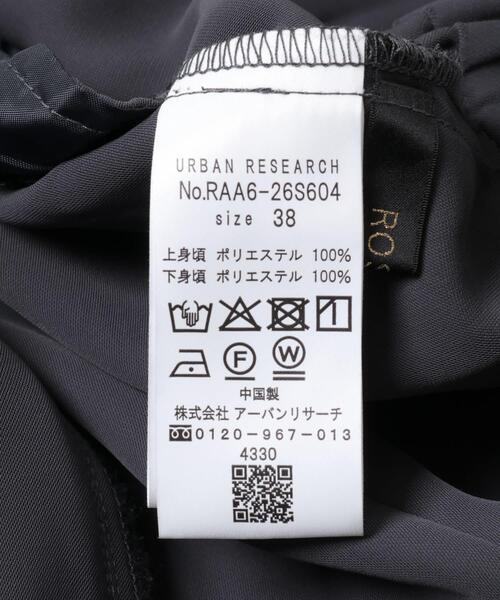 URBAN RESEARCH
No.RAA6-26S604
size 38
上身頃 ポリエステル 100%
下身頃 ポリエステル 100%
F W
中国製
株式会社 アーバンリサーチ
0120-967-013
4330
ROS